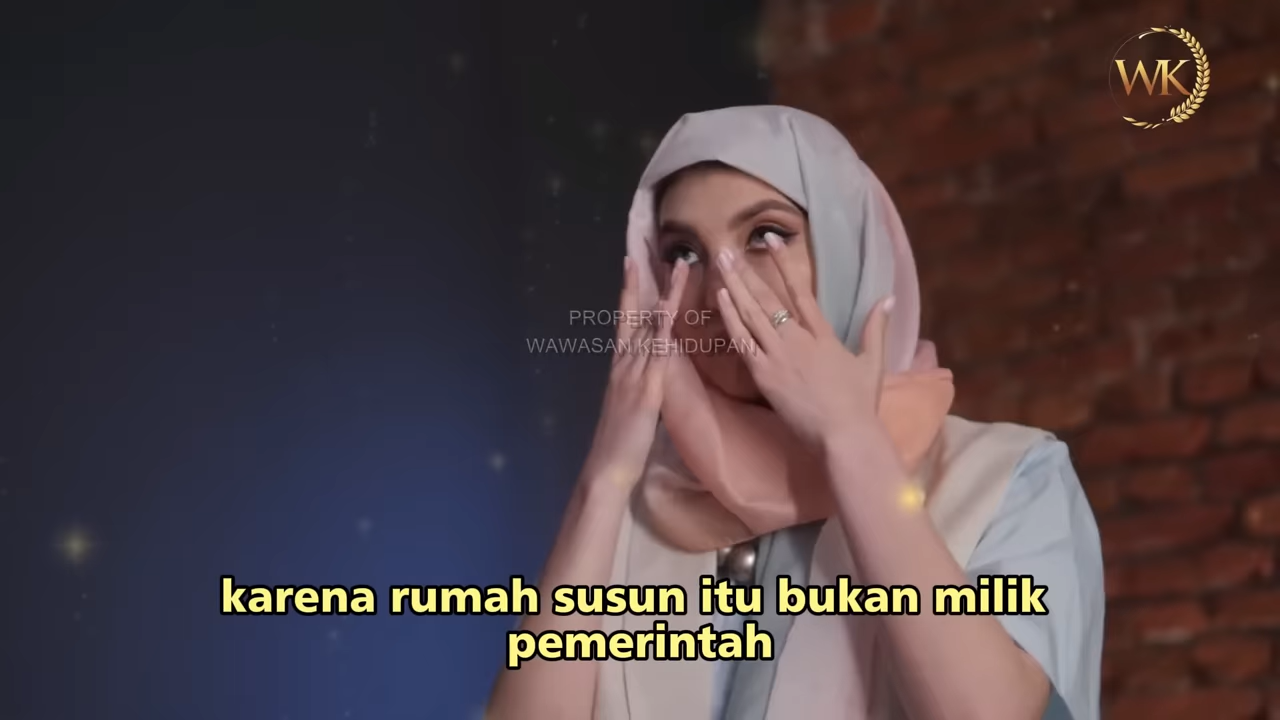 WK
PROPERTY OF
WAWASAN KEHIDUPAN
karena rumah susun itu bukan milik
pemerintah